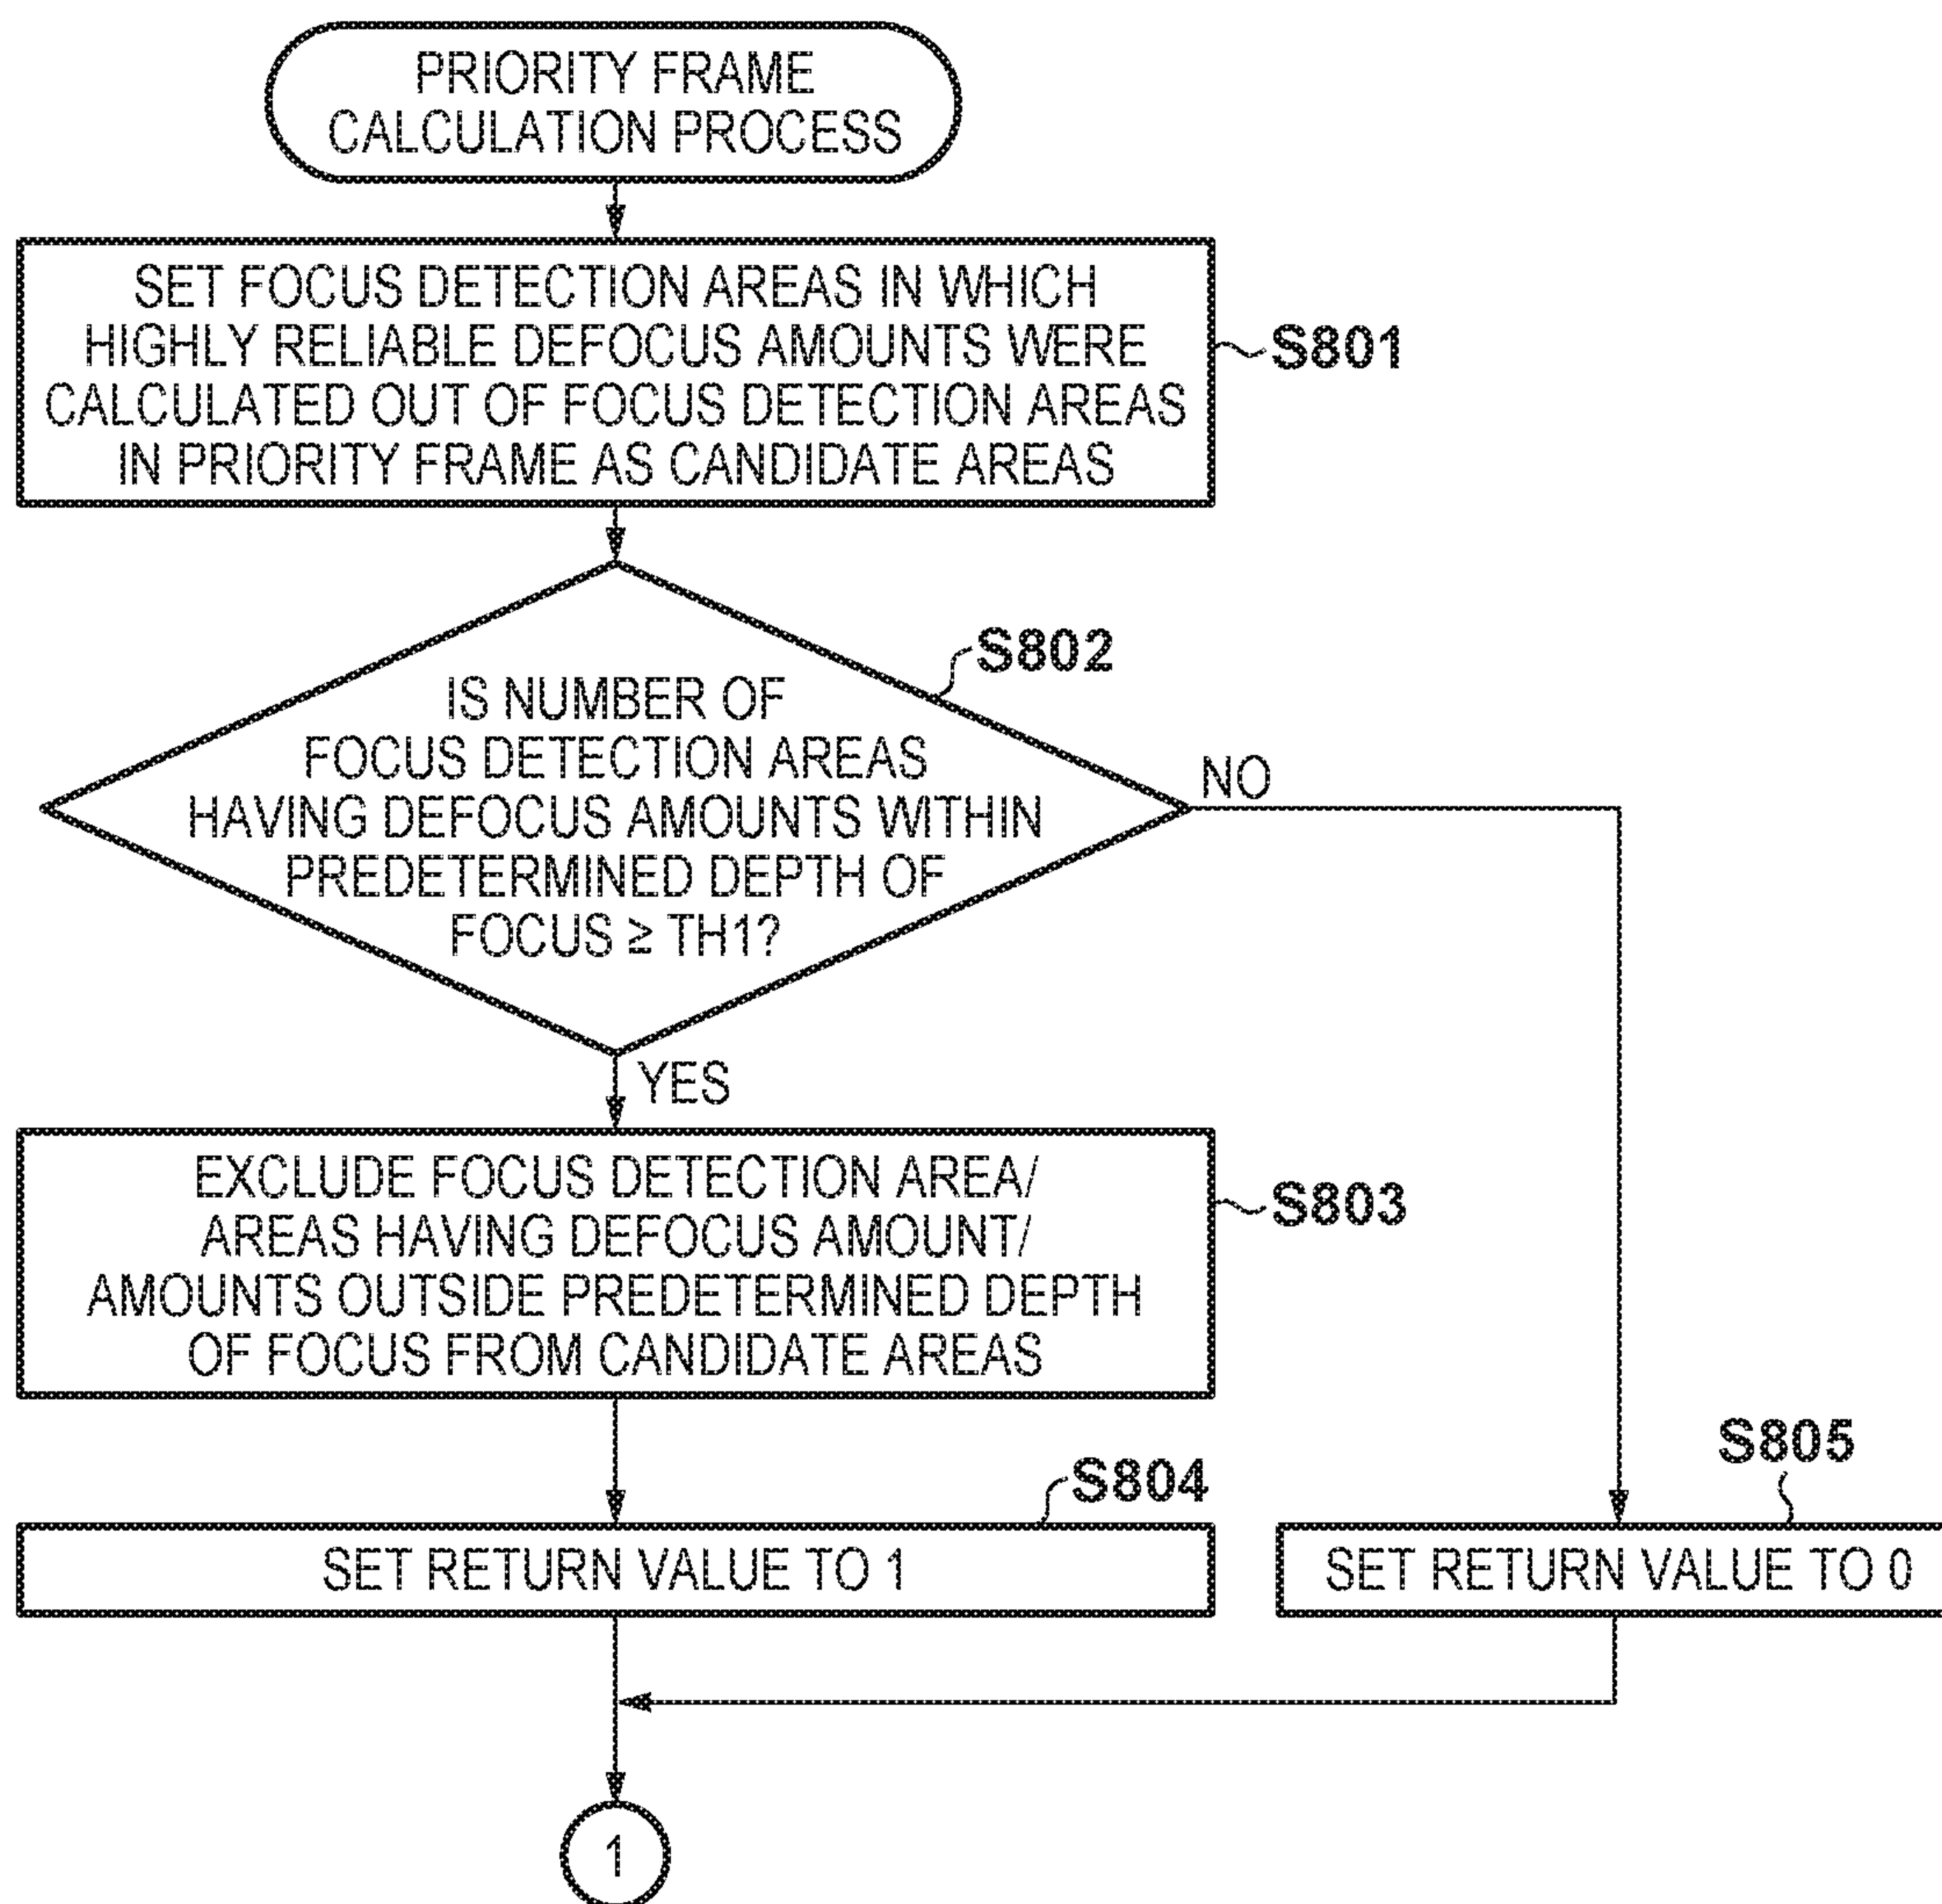 PRIORITY FRAME
CALCULATION PROCESS
SET FOCUS DETECTION AREAS IN WHICH
HIGHLY RELIABLE DEFOCUS AMOUNTS WERE
CALCULATED OUT OF FOCUS DETECTION AREAS
IN PRIORITY FRAME AS CANDIDATE AREAS
S801
S802
IS NUMBER OF
FOCUS DETECTION AREAS
HAVING DEFOCUS AMOUNTS WITHIN
PREDETERMINED DEPTH OF
FOCUS ≥ TH1?
NO
YES
EXCLUDE FOCUS DETECTION AREA/
AREAS HAVING DEFOCUS AMOUNT/
AMOUNTS OUTSIDE PREDETERMINED DEPTH
OF FOCUS FROM CANDIDATE AREAS
S803
S804
SET RETURN VALUE TO 1
S805
SET RETURN VALUE TO 0
1